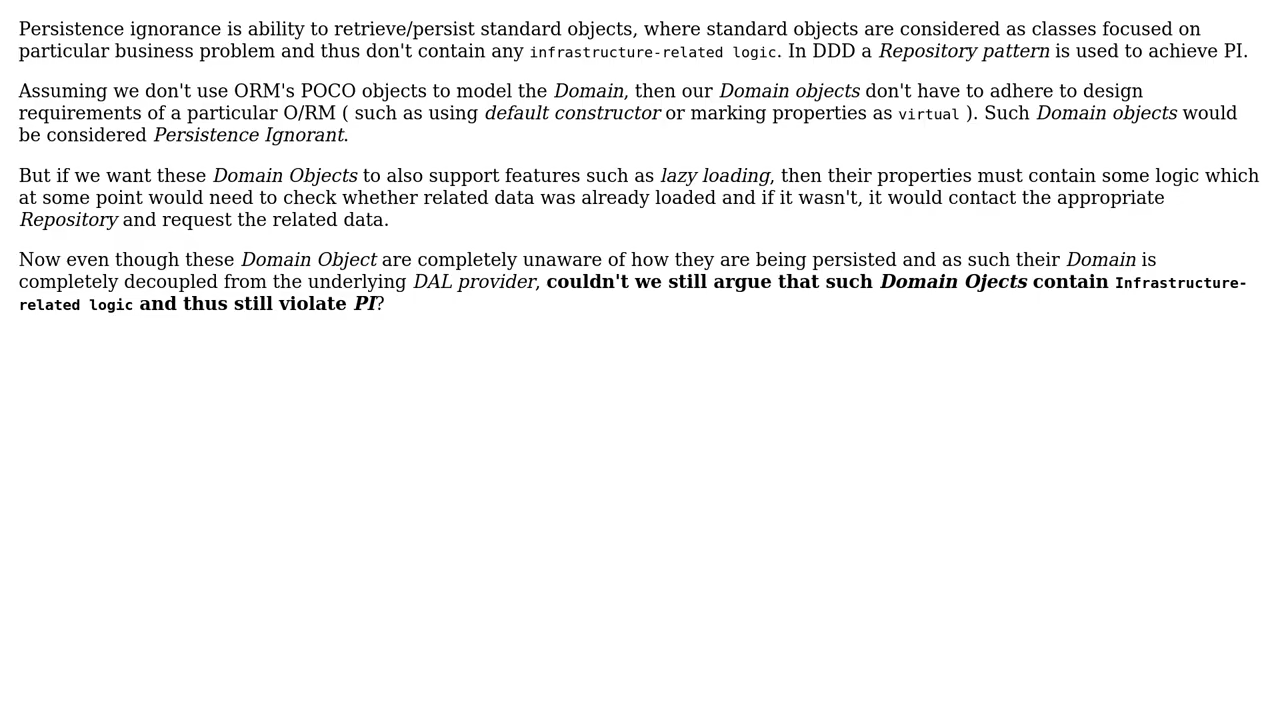 Persistence ignorance is ability to retrieve/persist standard objects, where standard objects are considered as classes focused on
particular business problem and thus don't contain any infrastructure-related logic. In DDD a Repository pattern is used to achieve PI.
Assuming we don't use ORM's POCO objects to model the Domain, then our Domain objects don't have to adhere to design
requirements of a particular O/RM ( such as using default constructor or marking properties as virtual ). Such Domain objects would
be considered Persistence Ignorant.
But if we want these Domain Objects to also support features such as lazy loading, then their properties must contain some logic which
at some point would need to check whether related data was already loaded and if it wasn't, it would contact the appropriate
Repository and request the related data.
Now even though these Domain Object are completely unaware of how they are being persisted and as such their Domain is
completely decoupled from the underlying DAL provider, couldn't we still argue that such Domain Ojects contain Infrastructure-
related logic and thus still violate PI?